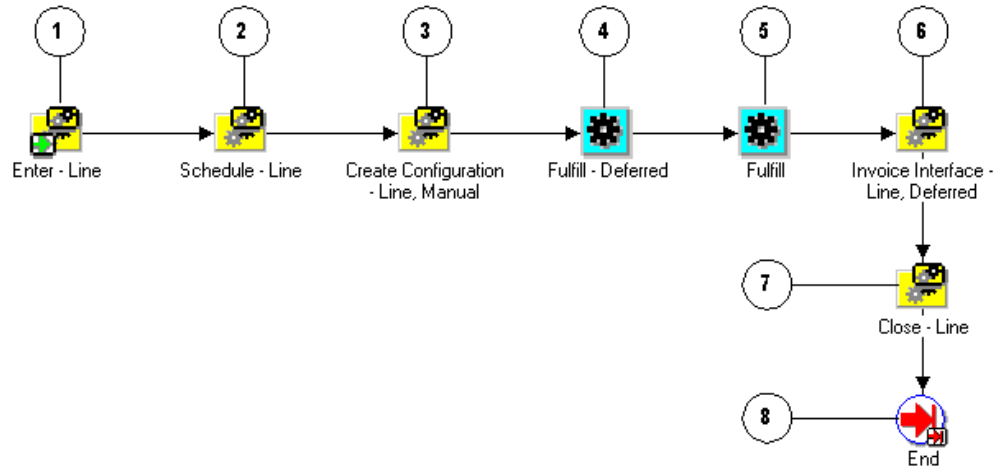 1
2
3
4
5
6
Enter - Line
Schedule - Line
Create Configuration
- Line, Manual
Fulfill - Deferred
Fulfill
Invoice Interface -
Line, Deferred
7
Close - Line
8
End